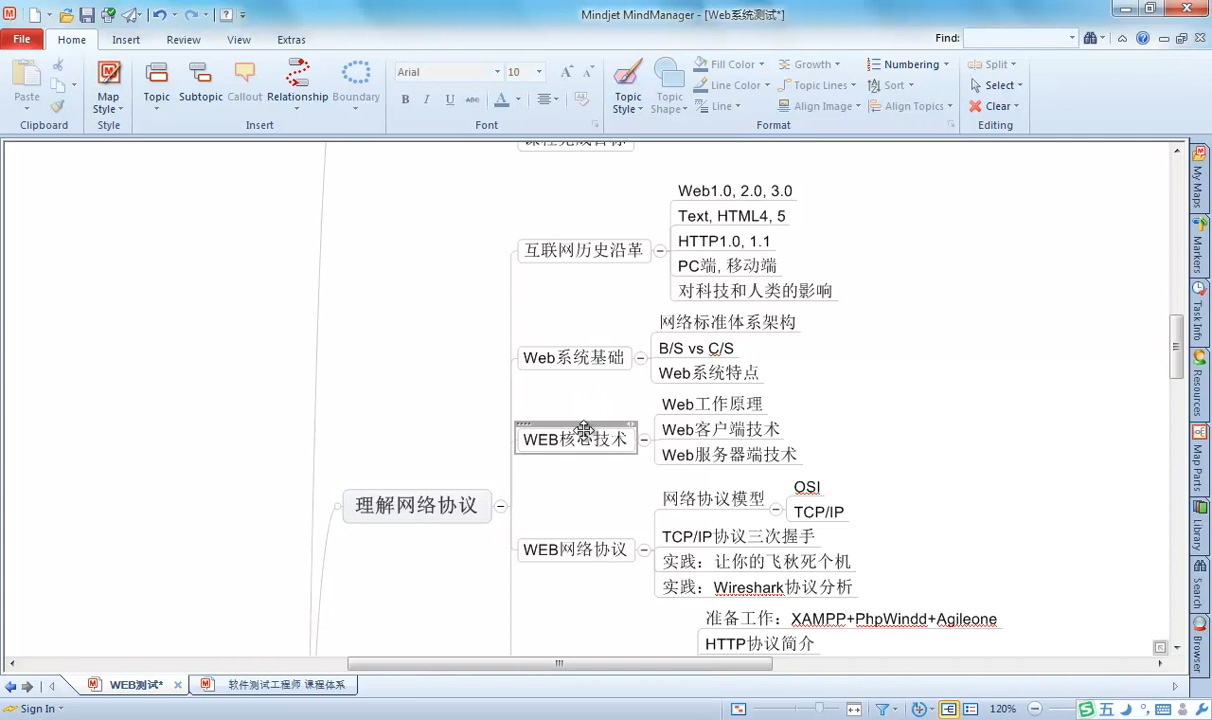 Mindjet MindManager - [Web系统测试*]
File
Home
Insert
Review
View
Extras
Find:
Paste
Map
Style
Topic
Subtopic
Callout
Relationship
Boundary
Arial
10
Fill Color
Line Color
Line
Growth
Topic Lines
Align Image
Numbering
Sort
Align Topics
Topic
Style
Topic
Shape
Split
Select
Clear
Clipboard
Style
Insert
Font
Format
Editing
Web1.0, 2.0, 3.0
Text, HTML4, 5
互联网历史沿革
HTTP1.0, 1.1
PC端, 移动端
对科技和人类的影响
网络标准体系架构
Web系统基础
B/S vs C/S
Web系统特点
Web工作原理
WEB核心技术
Web客户端技术
Web服务器端技术
理解网络协议
网络协议模型
OSI
TCP/IP
WEB网络协议
TCP/IP协议三次握手
实践：让你的飞秋死个机
实践：Wireshark协议分析
准备工作：XAMPP+PhpWindd+Agileone
HTTP协议简介
My Maps
Markers
Task Info
Resources
Map Parts
Library
Search
Browser
WEB测试*
软件测试工程师 课程体系
Sign In
120%
五